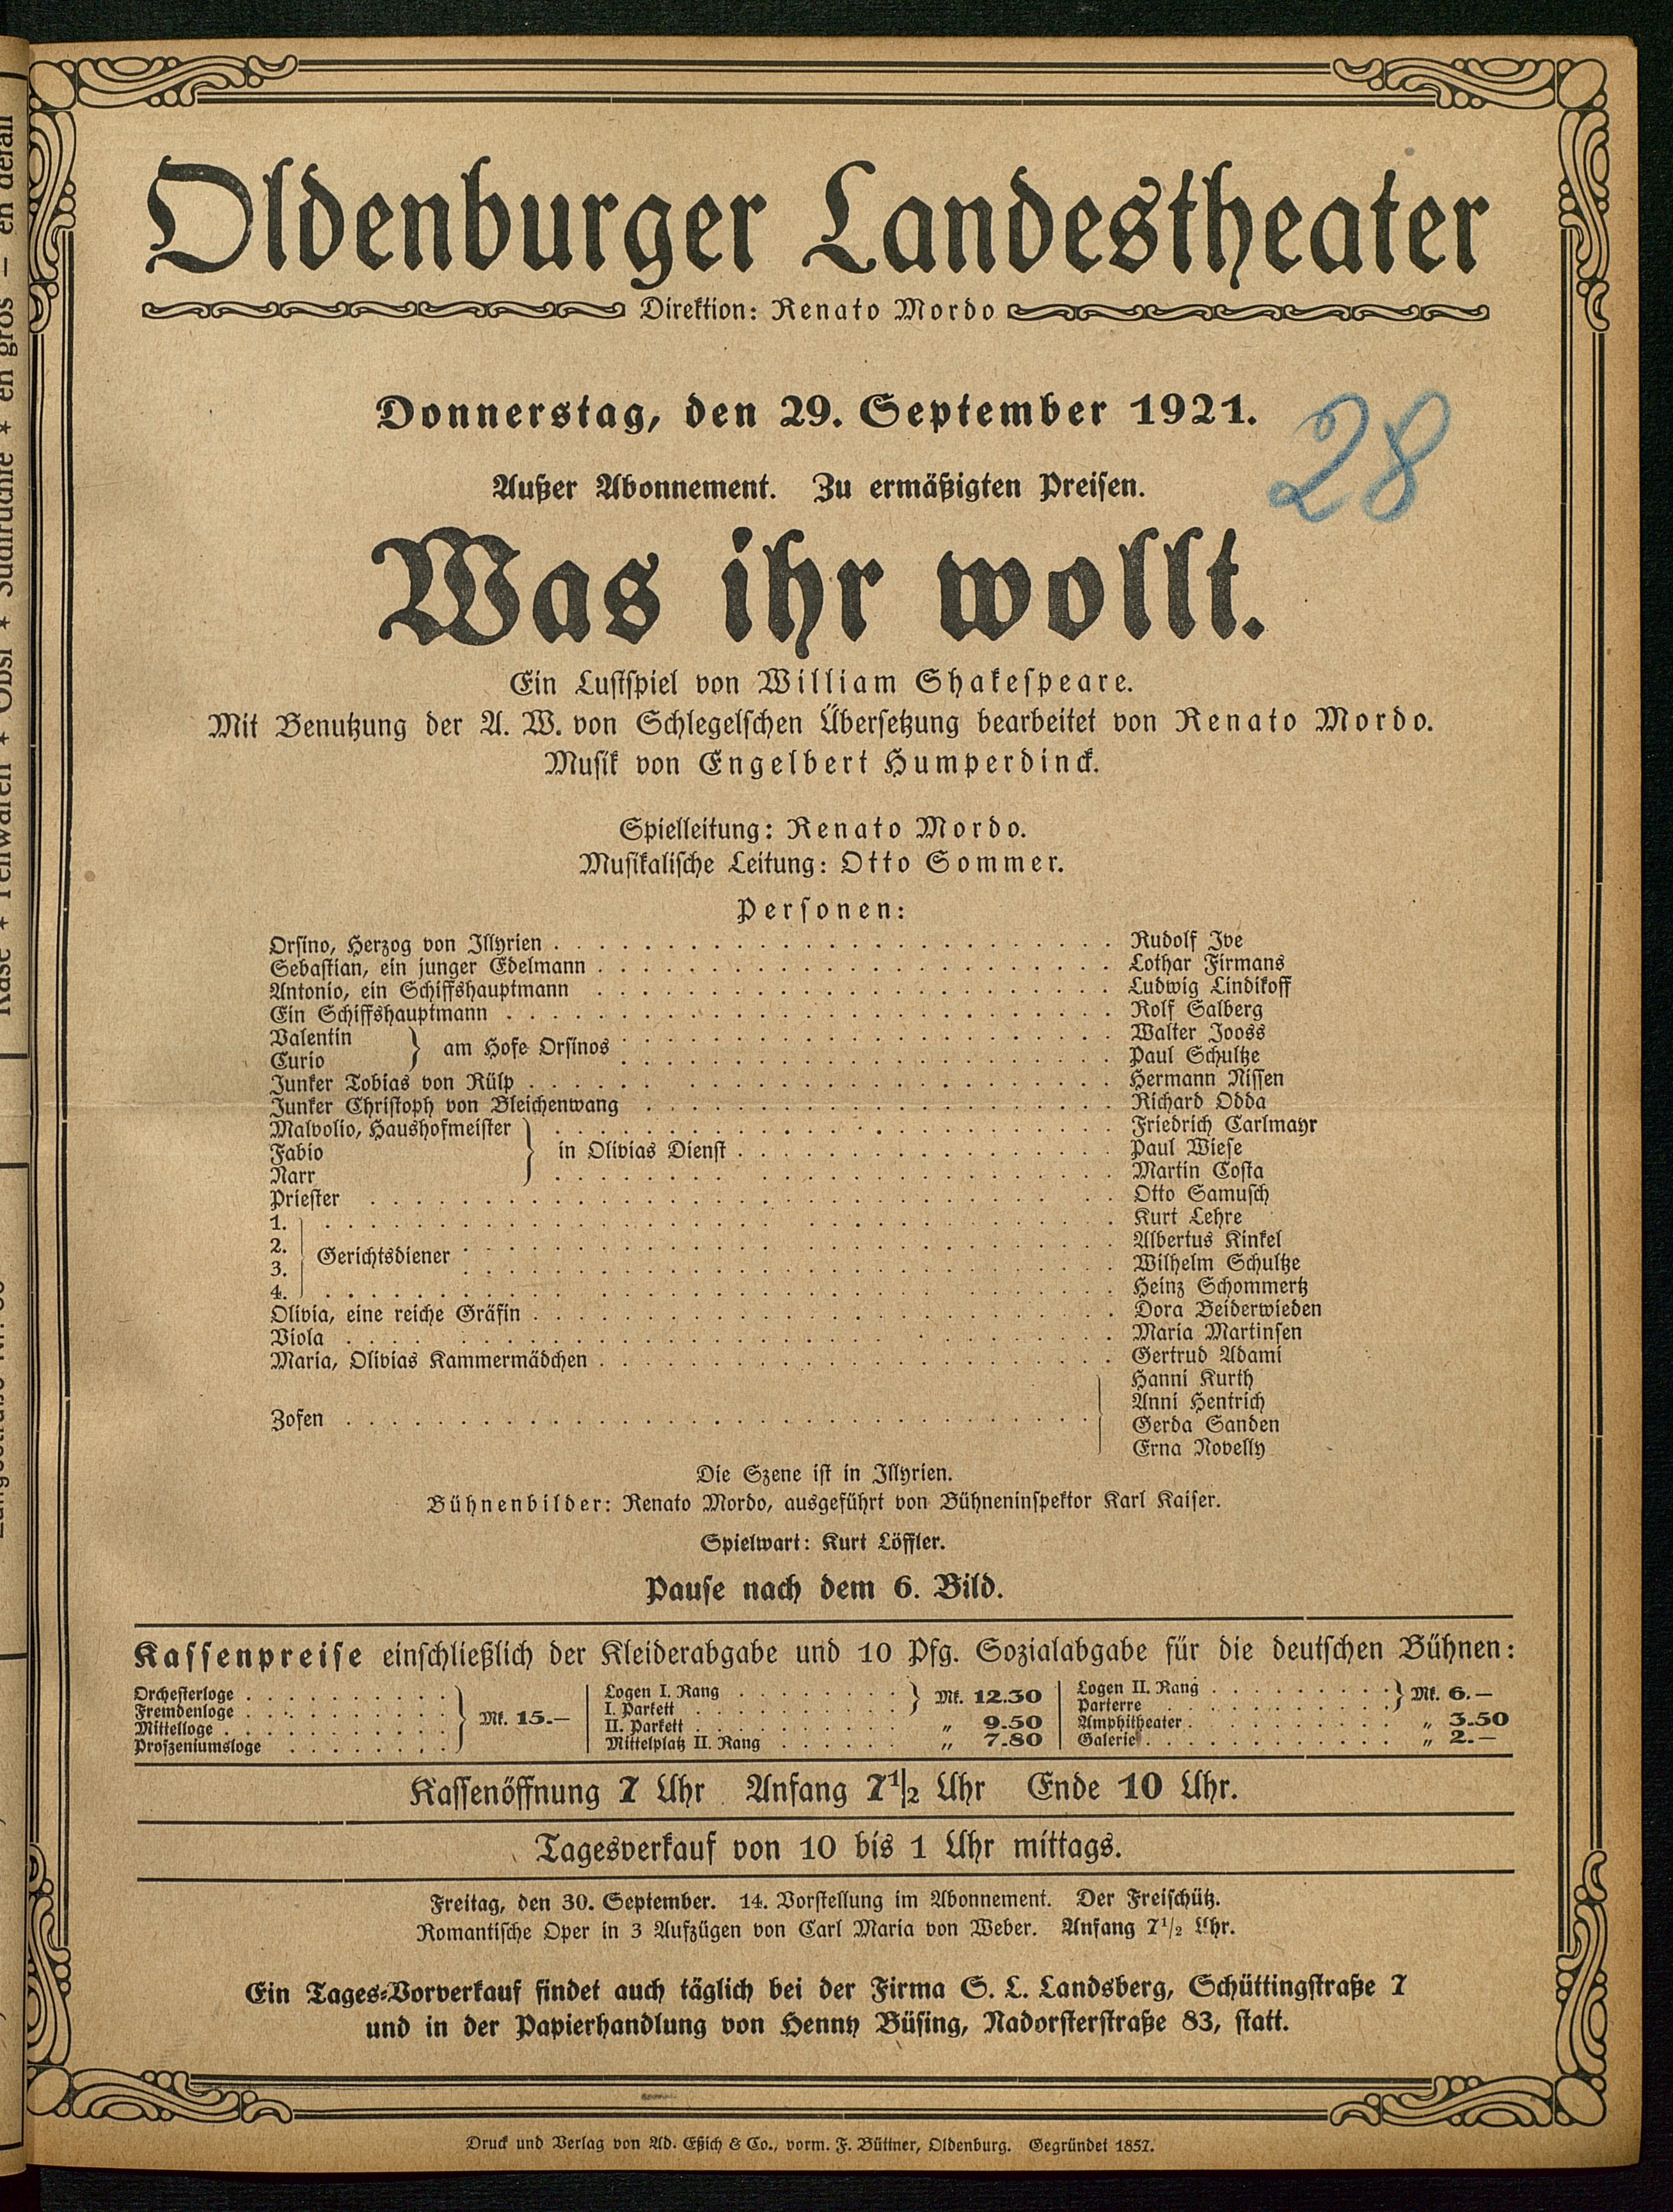 Oldenburger Landestheater
Direktion: Renato Mordo
Donnerstag, den 29. September 1921.
28
Außer Abonnement. Zu ermäßigten Preisen.
Was ihr wollt.
Ein Lustspiel von William Shakespeare.
Mit Benutzung der A. W. von Schlegelschen Übersetzung bearbeitet von Renato Mordo.
Musik von Engelbert Humperdinck.
Spielleitung: Renato Mordo.
Musikalische Leitung: Otto Sommer.
Personen:
Orsino, Herzog von Illyrien . . . . Rudolf Ive
Sebastian, ein junger Edelmann . . . . Lothar Firmans
Antonio, ein Schiffshauptmann . . . . Ludwig Lindikoff
Ein Schiffshauptmann . . . . Rolf Salberg
Valentin } am Hofe Orsinos . . . . Walter Jooss
Curio . . . . Paul Schultze
Junker Tobias von Rülp . . . . Hermann Nissen
Junker Christoph von Bleichenwang . . . . Richard Odda
Malvolio, Haushofmeister } . . . . Friedrich Carlmayr
Fabio in Olivias Dienst . . . . Paul Wiese
Narr . . . . Martin Costa
Priester . . . . Otto Samusch
1. . . . . Kurt Lehre
2. Gerichtsdiener . . . . Albertus Kinkel
3. . . . . Wilhelm Schultze
4. . . . . Heinz Schommertz
Olivia, eine reiche Gräfin . . . . Dora Beiderwieden
Viola . . . . Maria Martinsen
Maria, Olivias Kammermädchen . . . . Gertrud Adami
Zofen . . . . Hanni Kurth
Anni Hentrich
Gerda Sanden
Erna Novelly
Die Szene ist in Illyrien.
Bühnenbilder: Renato Mordo, ausgeführt von Bühneninspektor Karl Kaiser.
Spielwart: Kurt Löffler.
Pause nach dem 6. Bild.
Kassenpreise einschließlich der Kleiderabgabe und 10 Pfg. Sozialabgabe für die deutschen Bühnen:
Orchesterloge . . . .
Fremdenloge . . . .
Mittelloge . . . .
Proszeniumsloge . . . .
} Mk. 15.—
Logen I. Rang . . . .
I. Parkett . . . . } Mk. 12.30
II. Parkett . . . . „ 9.50
Mittelplatz II. Rang . . . . „ 7.80
Logen II. Rang . . . .
Parterre . . . . } Mk. 6.—
Amphitheater . . . . „ 3.50
Galerie . . . . „ 2.—
Kassenöffnung 7 Uhr Anfang 7½ Uhr Ende 10 Uhr.
Tagesverkauf von 10 bis 1 Uhr mittags.
Freitag, den 30. September. 14. Vorstellung im Abonnement. Der Freischütz.
Romantische Oper in 3 Aufzügen von Carl Maria von Weber. Anfang 7½ Uhr.
Ein Tages-Vorverkauf findet auch täglich bei der Firma S. L. Landsberg, Schüttingstraße 7
und in der Papierhandlung von Henny Büsing, Nadorsterstraße 83, statt.
Druck und Verlag von Ad. Eßich & Co., vorm. F. Büttner, Oldenburg. Gegründet 1857.